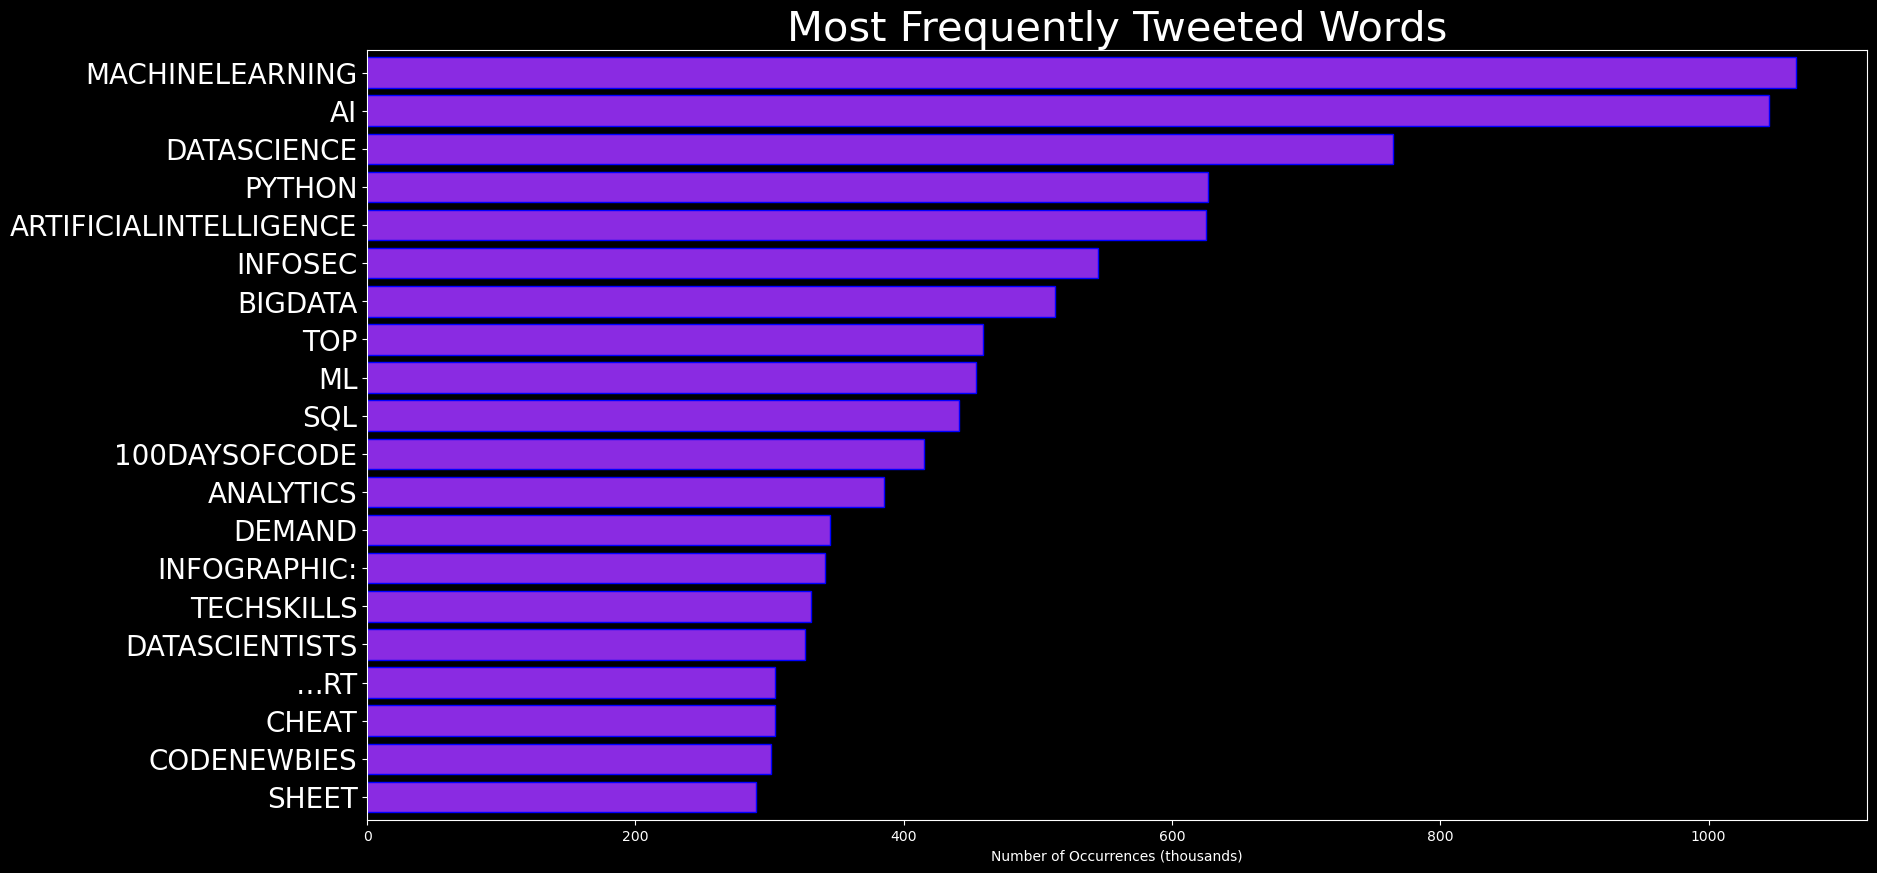 Most Frequently Tweeted Words
MACHINELEARNING
AI
DATASCIENCE
PYTHON
ARTIFICIALINTELLIGENCE
INFOSEC
BIGDATA
TOP
ML
SQL
100DAYSOFCODE
ANALYTICS
DEMAND
INFOGRAPHIC:
TECHSKILLS
DATASCIENTISTS
...RT
CHEAT
CODENEWBIES
SHEET
0 200 400 600 800 1000
Number of Occurrences (thousands)